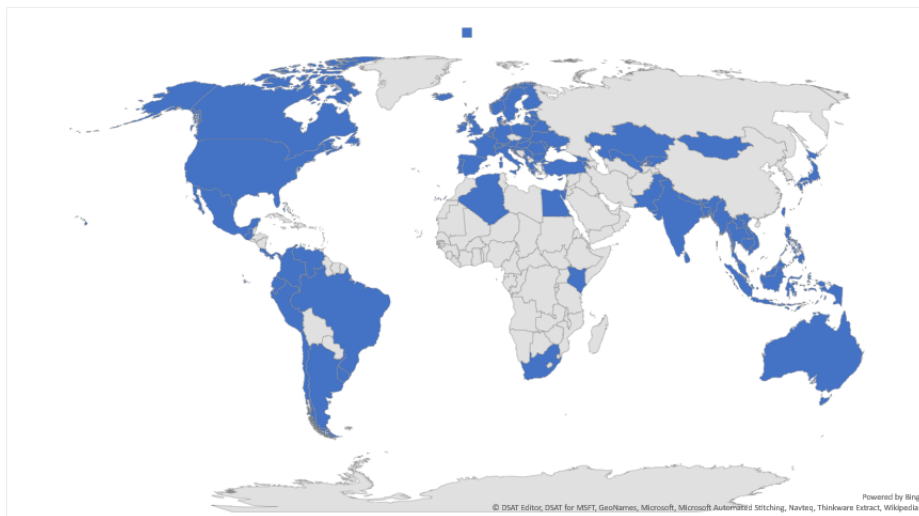 Powered by Bing
© DSAT Editor, DSAT for MSFT, GeoNames, Microsoft, Microsoft Automated Stitching, Navteq, Thinkware Extract, Wikipedia